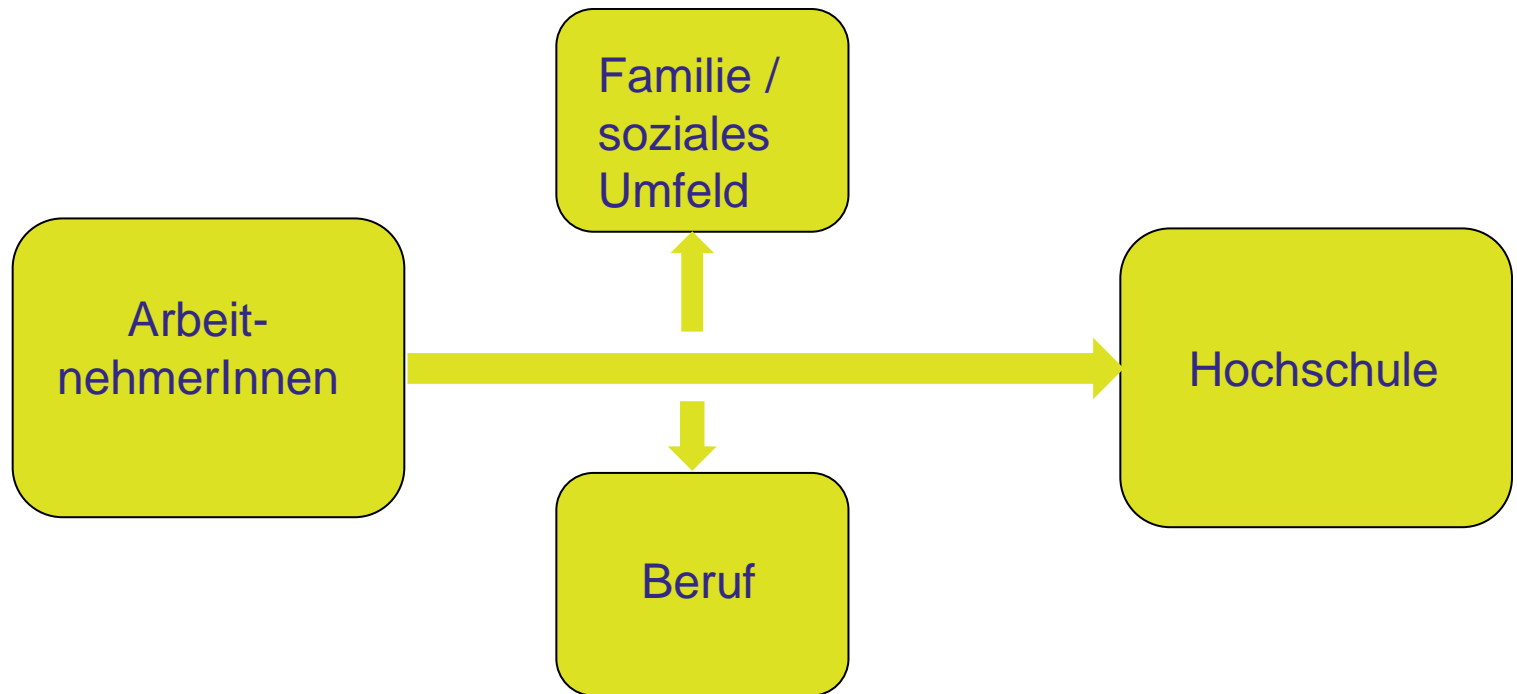 Familie /
soziales
Umfeld
Arbeit-
nehmerInnen
Hochschule
Beruf